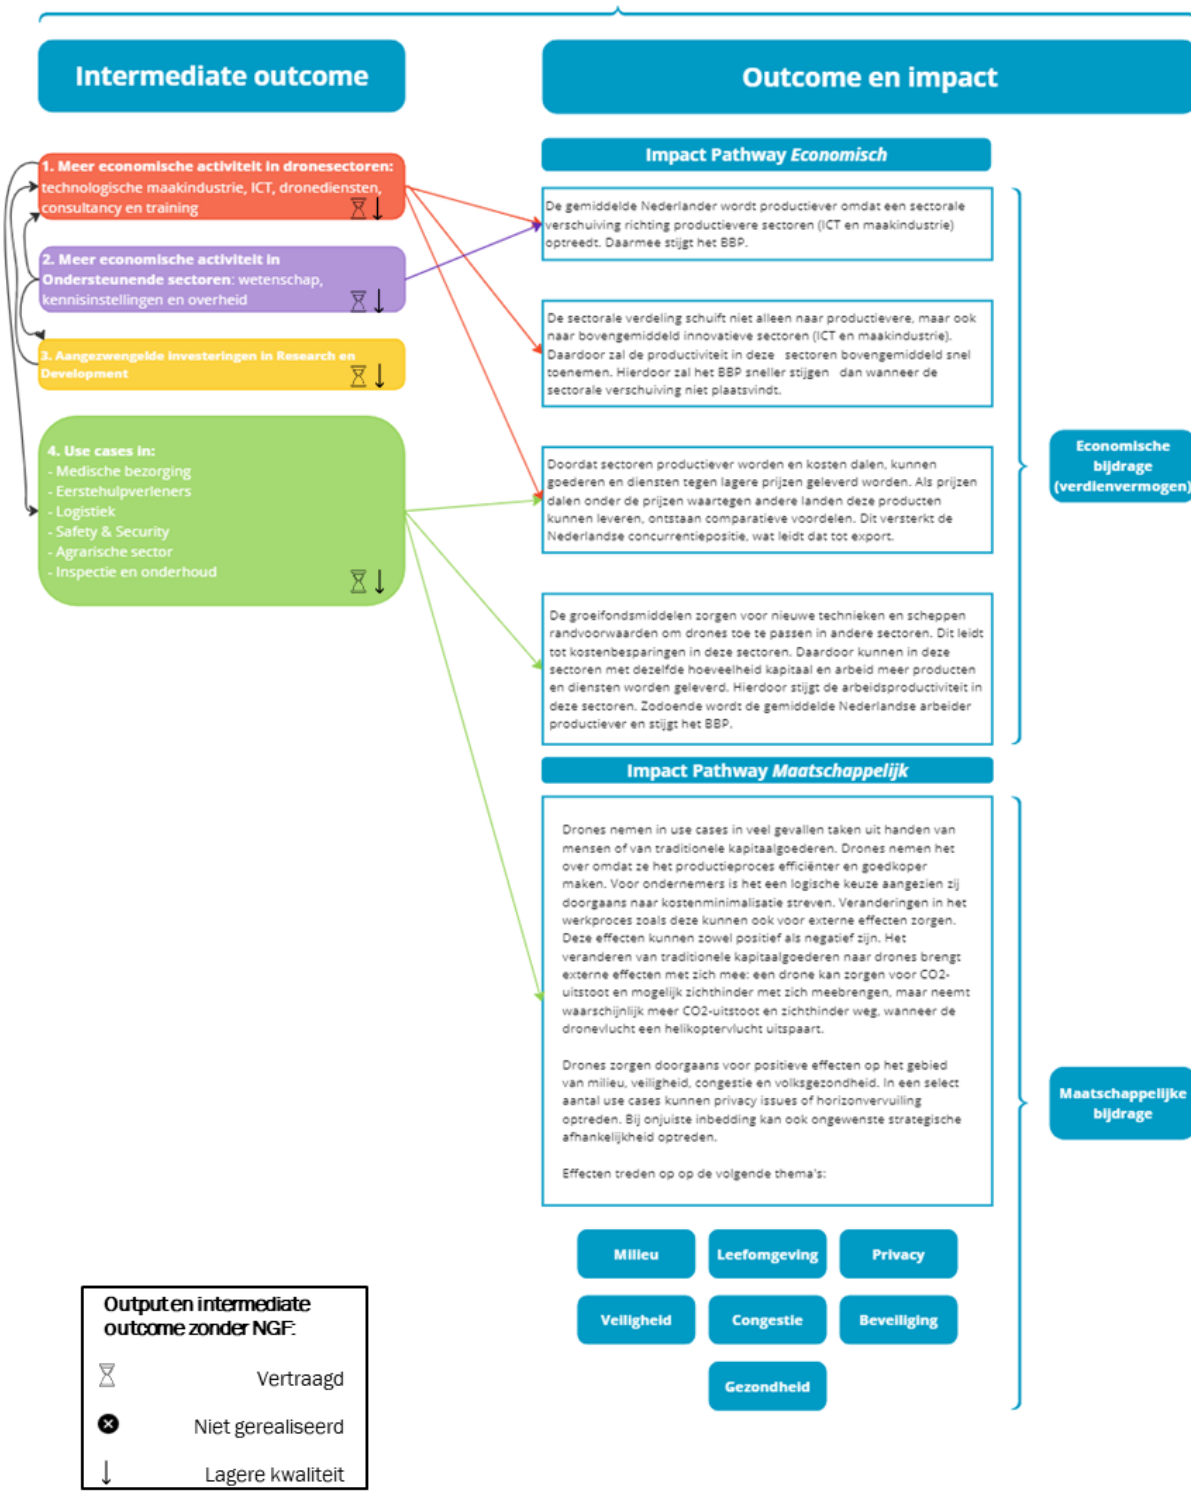 Intermediate outcome
Outcome en impact
1. Meer economische activiteit in dronesectoren:
technologische maakindustrie, ICT, dronediensten,
consultancy en training
2. Meer economische activiteit in
Ondersteunende sectoren: wetenschap,
kennisinstellingen en overheid
3. Aangezwengelde investeringen in Research en
Development
4. Use cases in:
- Medische bezorging
- Eerstehulpverleners
- Logistiek
- Safety & Security
- Agrarische sector
- Inspectie en onderhoud
Impact Pathway Economisch
De gemiddelde Nederlander wordt productiever omdat een sectorale
verschuiving richting productievere sectoren (ICT en maakindustrie)
optreedt. Daarmee stijgt het BBP.
De sectorale verdeling schuift niet alleen naar productievere, maar ook
naar bovengemiddeld innovatieve sectoren (ICT en maakindustrie).
Daardoor zal de productiviteit in deze sectoren bovengemiddeld snel
toenemen. Hierdoor zal het BBP sneller stijgen dan wanneer de
sectorale verschuiving niet plaatsvindt.
Doordat sectoren productiever worden en kosten dalen, kunnen
goederen en diensten tegen lagere prijzen geleverd worden. Als prijzen
dalen onder de prijzen waartegen andere landen deze producten
kunnen leveren, ontstaan comparatieve voordelen. Dit versterkt de
Nederlandse concurrentiepositie, wat leidt dat tot export.
De groeifondsmiddelen zorgen voor nieuwe technieken en scheppen
randvoorwaarden om drones toe te passen in andere sectoren. Dit leidt
tot kostenbesparingen in deze sectoren. Daardoor kunnen in deze
sectoren met dezelfde hoeveelheid kapitaal en arbeid meer producten
en diensten worden geleverd. Hierdoor stijgt de arbeidsproductiviteit in
deze sectoren. Zodoende wordt de gemiddelde Nederlandse arbeider
productiever en stijgt het BBP.
Economische
bijdrage
(verdienvermogen)
Impact Pathway Maatschappelijk
Drones nemen in use cases in veel gevallen taken uit handen van
mensen of van traditionele kapitaalgoederen. Drones nemen het
over omdat ze het productieproces efficiënter en goedkoper
maken. Voor ondernemers is het een logische keuze aangezien zij
doorgaans naar kostenminimalisatie streven. Veranderingen in het
werkproces zoals deze kunnen ook voor externe effecten zorgen.
Deze effecten kunnen zowel positief als negatief zijn. Het
veranderen van traditionele kapitaalgoederen naar drones brengt
externe effecten met zich mee: een drone kan zorgen voor CO2-
uitstoot en mogelijk zichthinder met zich meebrengen, maar neemt
waarschijnlijk meer CO2-uitstoot en zichthinder weg, wanneer de
dronevlucht een helikoptervlucht uitspaart.
Drones zorgen doorgaans voor positieve effecten op het gebied
van milieu, veiligheid, congestie en volksgezondheid. In een select
aantal use cases kunnen privacy issues of horizonvervuiling
optreden. Bij onjuiste inbedding kan ook ongewenste strategische
afhankelijkheid optreden.
Effecten treden op op de volgende thema's:
Maatschappelijke
bijdrage
Milieu
Leefomgeving
Privacy
Veiligheid
Congestie
Beveiliging
Gezondheid
Output en intermediate
outcome zonder NGF:
Vertraagd
Niet gerealiseerd
Lagere kwaliteit